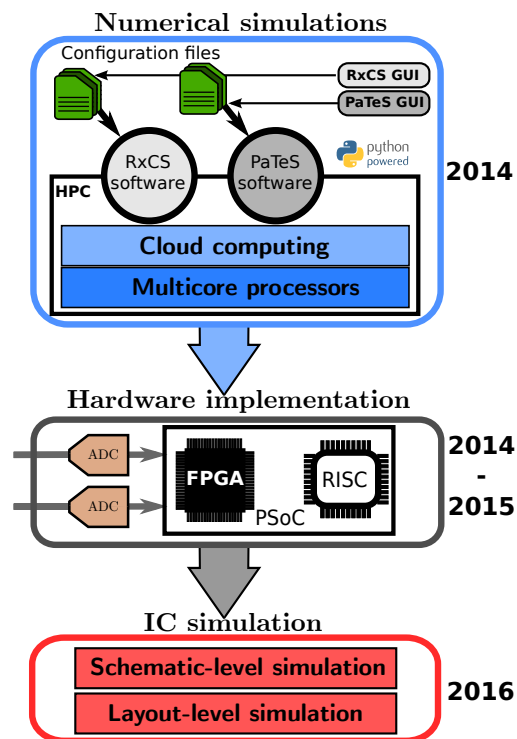 Numerical simulations
Configuration files
RxCS GUI
PaTeS GUI
RxCS
software
PaTeS
software
python
powered
HPC
2014
Cloud computing
Multicore processors
Hardware implementation
ADC
ADC
FPGA
RISC
PSoC
2014
-
2015
IC simulation
Schematic-level simulation
Layout-level simulation
2016